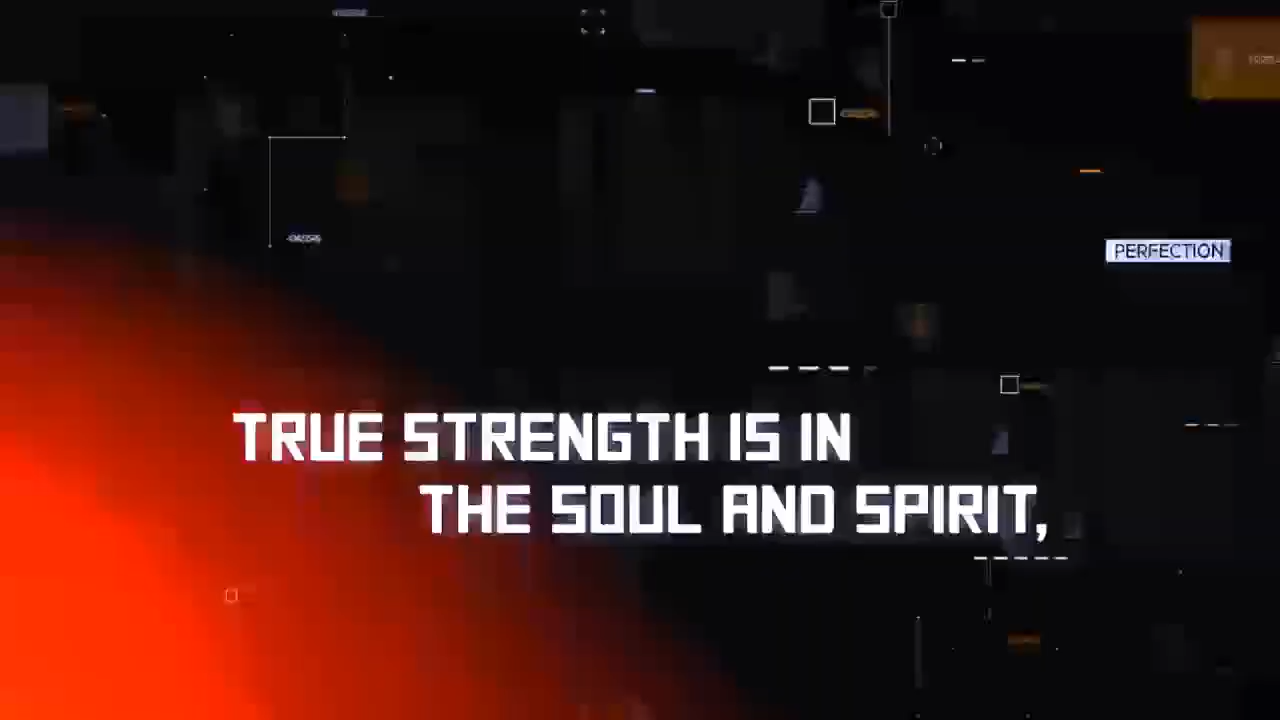 PERFECTION
TRUE STRENGTH IS IN
THE SOUL AND SPIRIT,